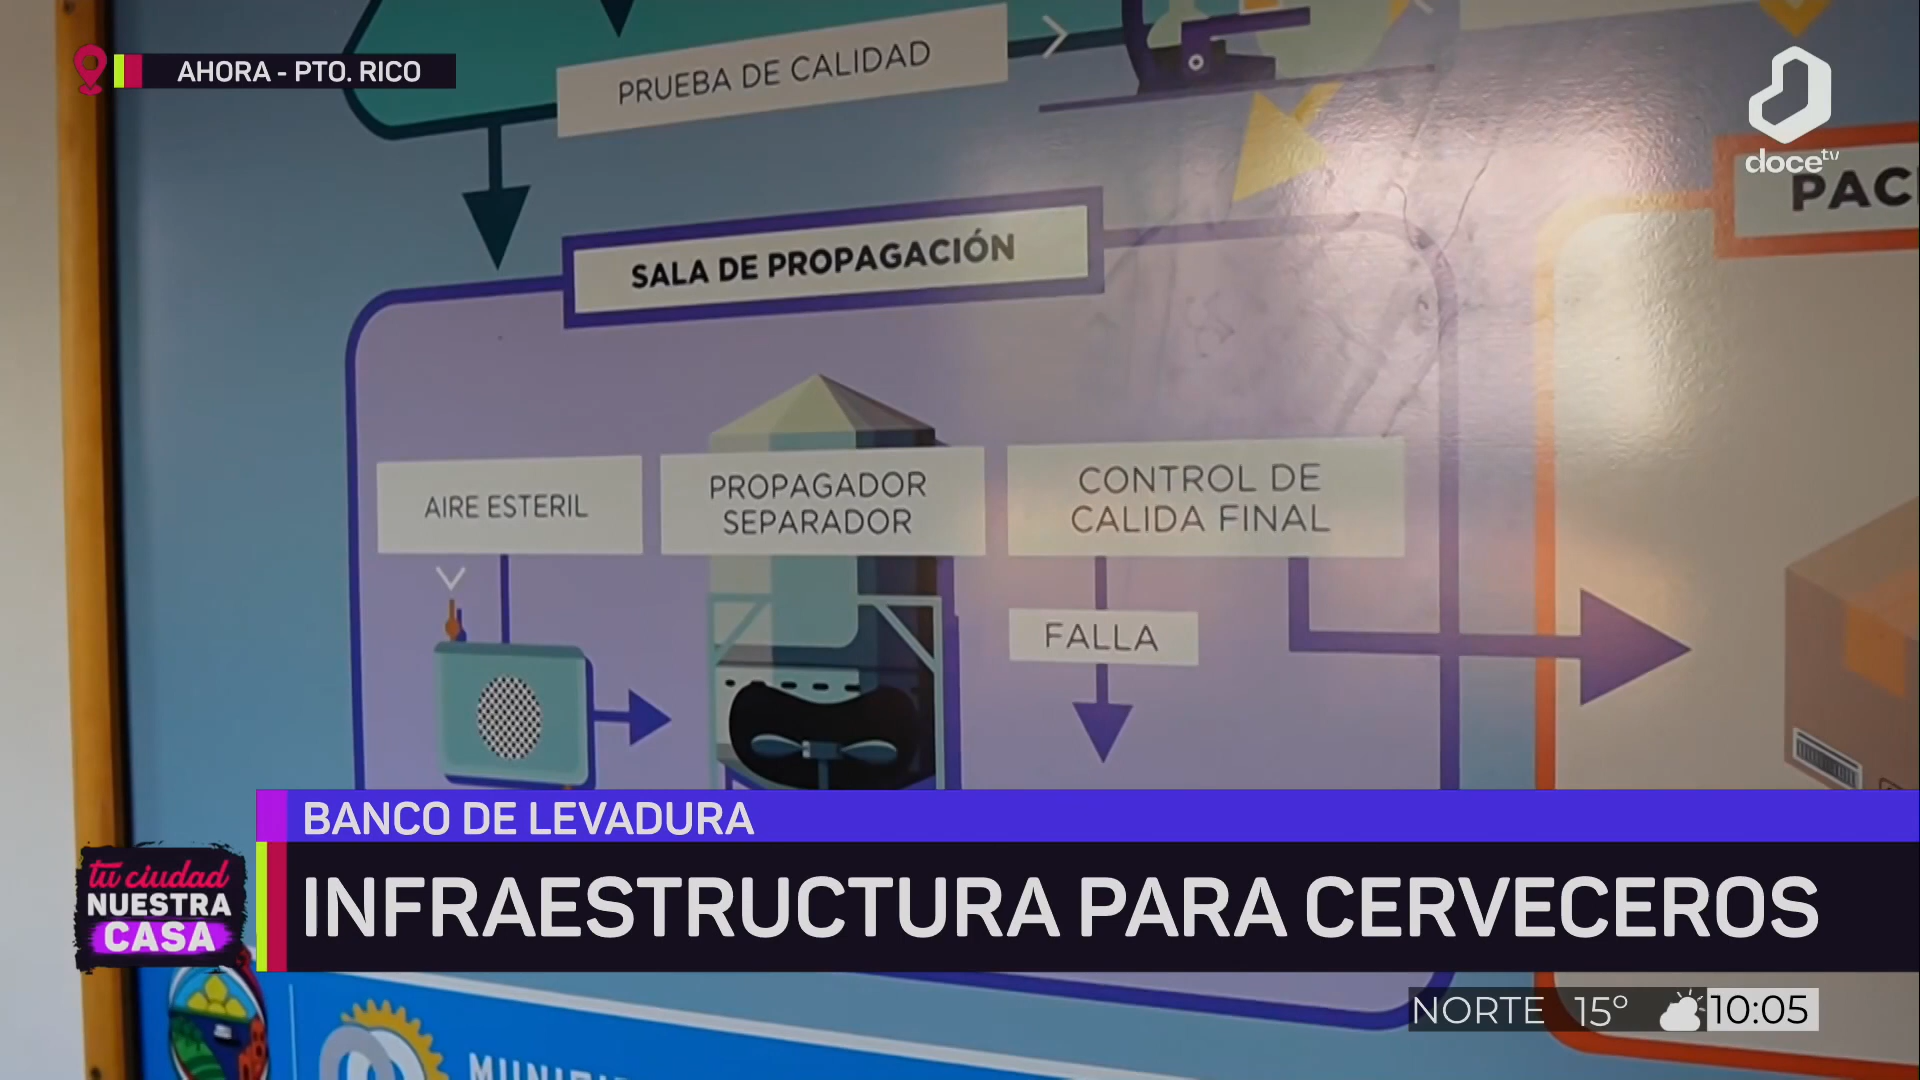 AHORA - PTO. RICO
PRUEBA DE CALIDAD
doce tv
SALA DE PROPAGACIÓN
AIRE ESTERIL
PROPAGADOR
SEPARADOR
CONTROL DE
CALIDA FINAL
FALLA
BANCO DE LEVADURA
INFRAESTRUCTURA PARA CERVECEROS
tu ciudad
NUESTRA
CASA
NORTE 15° 10:05